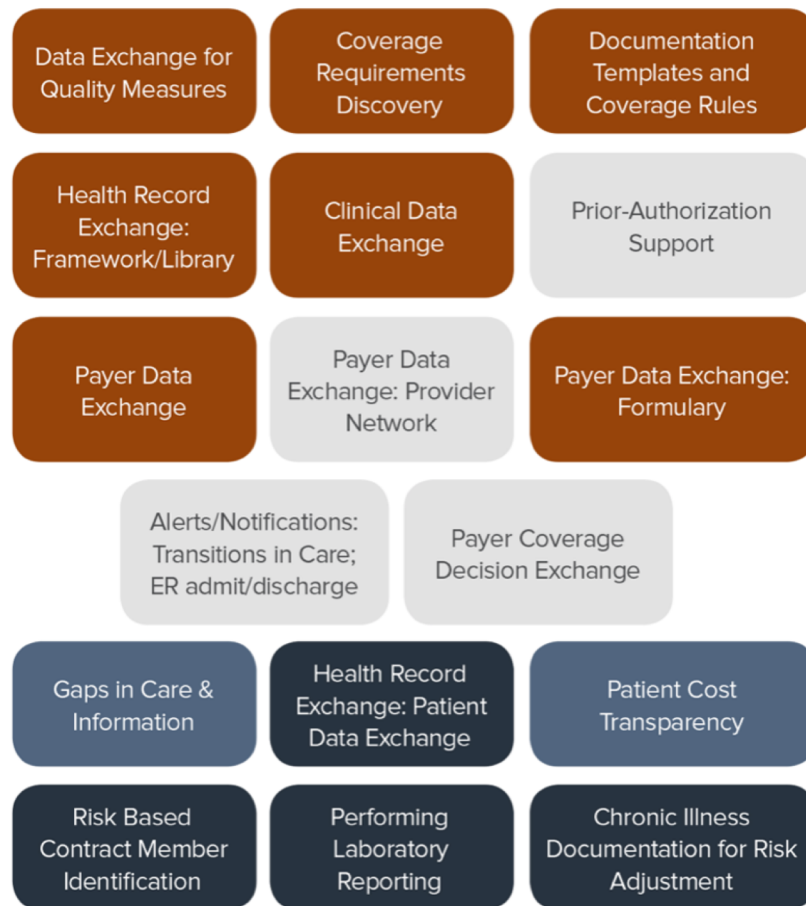 Data Exchange for
Quality Measures
Coverage
Requirements
Discovery
Documentation
Templates and
Coverage Rules
Health Record
Exchange:
Framework/Library
Clinical Data
Exchange
Prior-Authorization
Support
Payer Data
Exchange
Payer Data
Exchange: Provider
Network
Payer Data Exchange:
Formulary
Alerts/Notifications:
Transitions in Care;
ER admit/discharge
Payer Coverage
Decision Exchange
Gaps in Care &
Information
Health Record
Exchange: Patient
Data Exchange
Patient Cost
Transparency
Risk Based
Contract Member
Identification
Performing
Laboratory
Reporting
Chronic Illness
Documentation for Risk
Adjustment